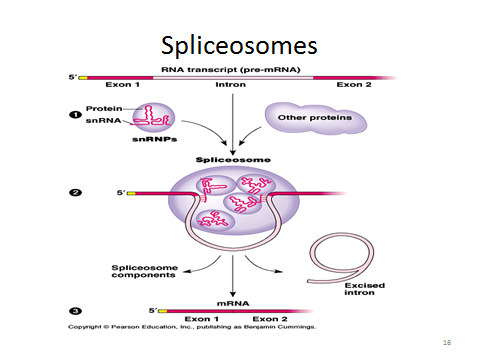 Spliceosomes
RNA transcript (pre-mRNA)
5'
Exon 1 Intron Exon 2
1
Protein
snRNA
snRNPs
Other proteins
Spliceosome
2
5'
Spliceosome
components
Excised
intron
mRNA
3
5'
Exon 1 Exon 2
Copyright © Pearson Education, Inc., publishing as Benjamin Cummings.
16